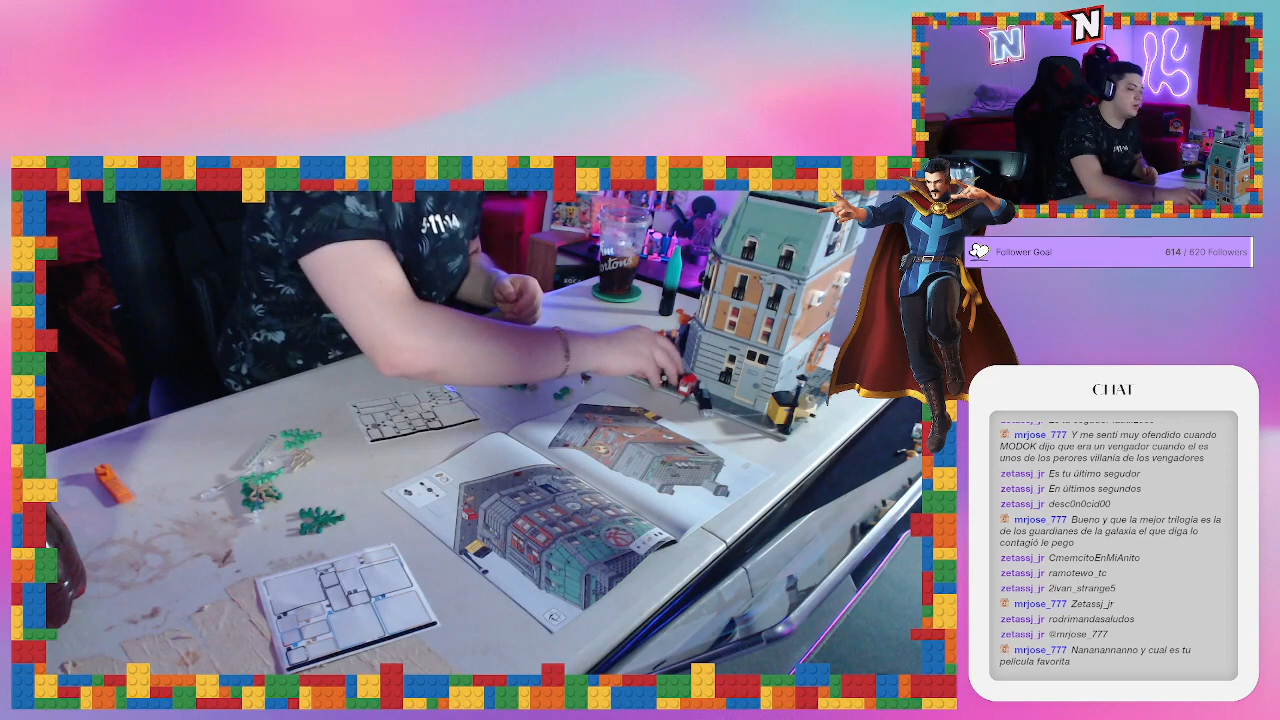 N
N
Follower Goal
614 / 620 Followers
CHAT
mrjose_777 Y me sentí muy ofendido cuando
MODOK dijo que era un vengador cuando el es
unos de los perores villania de los vengadores
zetassj_jr Es tu último segudor
zetassj_jr En últimos segundos
zetassj_jr desc0n0cid00
mrjose_777 Bueno y que la mejor trilogía es la
de los guardianes de la galaxia el que diga lo
contagió le pego
zetassj_jr CmemcitoEnMiAnito
zetassj_jr ramotewo_tc
zetassj_jr 2ivan_strange5
mrjose_777 Zetassj_jr
zetassj_jr rodrimandasaludos
zetassj_jr @mrjose_777
mrjose_777 Nanananannano y cual es tu
película favorita